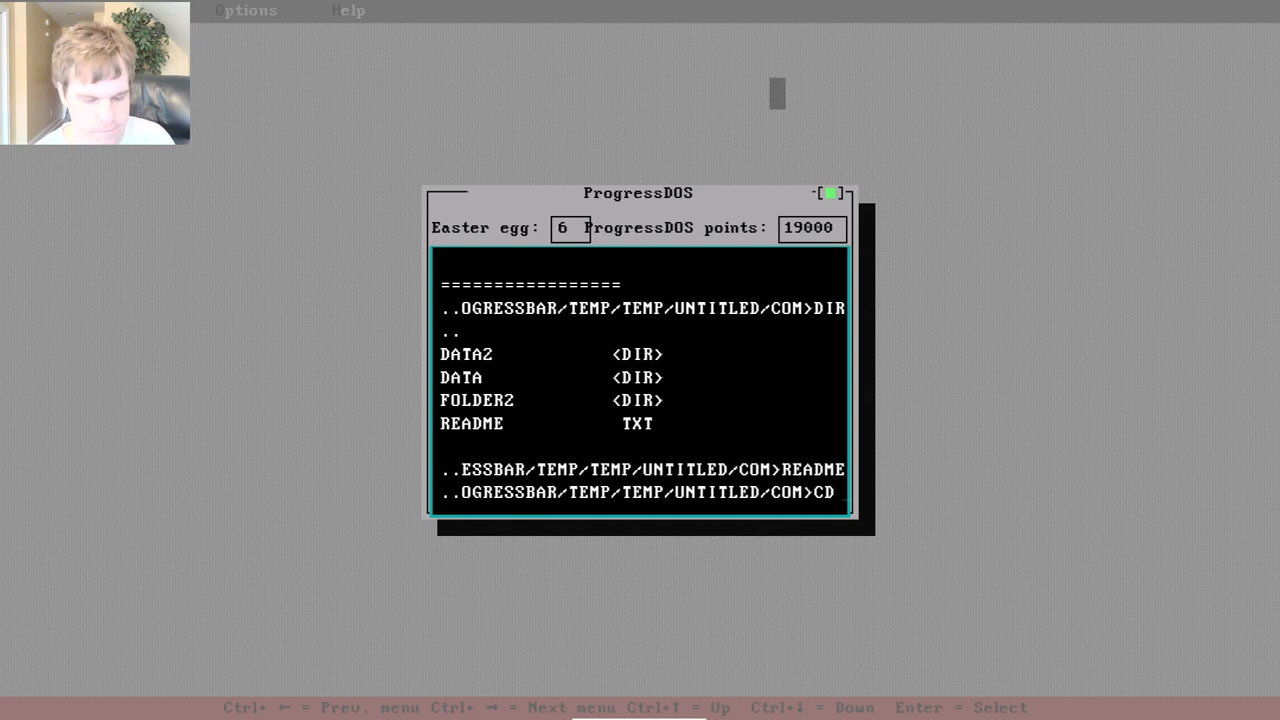 Options Help
ProgressDOS
Easter egg: 6 ProgressDOS points: 19000
=================
..OGRESSBAR/TEMP/TEMP/UNTITLED/COM>DIR
..
DATA2 <DIR>
DATA <DIR>
FOLDER2 <DIR>
README TXT
..ESSBAR/TEMP/TEMP/UNTITLED/COM>README
..OGRESSBAR/TEMP/TEMP/UNTITLED/COM>CD _
Ctrl+ ← = Prev. menu Ctrl+ → = Next menu Ctrl+↑ = Up Ctrl+↓ = Down Enter = Select